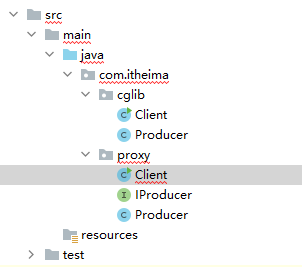 src
main
java
com.itheima
cglib
Client
Producer
proxy
Client
IProducer
Producer
resources
test